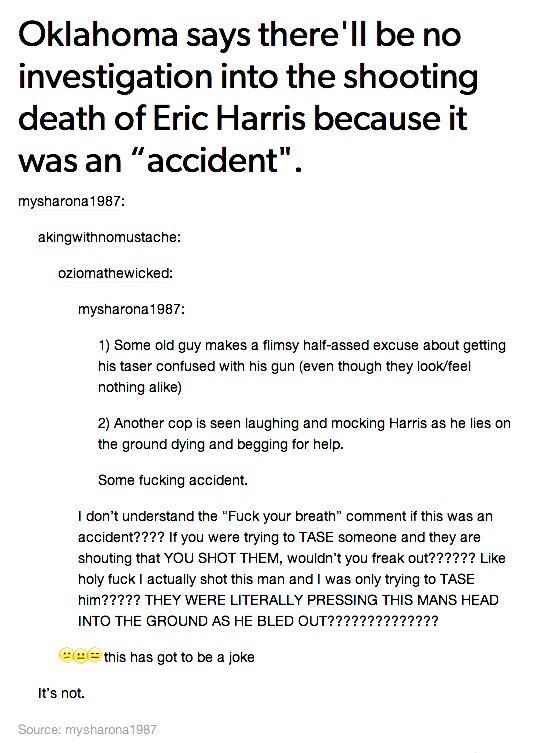 Oklahoma says there'll be no
investigation into the shooting
death of Eric Harris because it
was an “accident".
mysharona1987:
akingwithnomustache:
oziomathewicked:
mysharona1987:
1) Some old guy makes a flimsy half-assed excuse about getting
his taser confused with his gun (even though they look/feel
nothing alike)
2) Another cop is seen laughing and mocking Harris as he lies on
the ground dying and begging for help.
Some fucking accident.
I don’t understand the “Fuck your breath” comment if this was an
accident???? If you were trying to TASE someone and they are
shouting that YOU SHOT THEM, wouldn’t you freak out?????? Like
holy fuck I actually shot this man and I was only trying to TASE
him????? THEY WERE LITERALLY PRESSING THIS MANS HEAD
INTO THE GROUND AS HE BLED OUT??????????????
😕😐😑this has got to be a joke
It’s not.
Source: mysharona1987